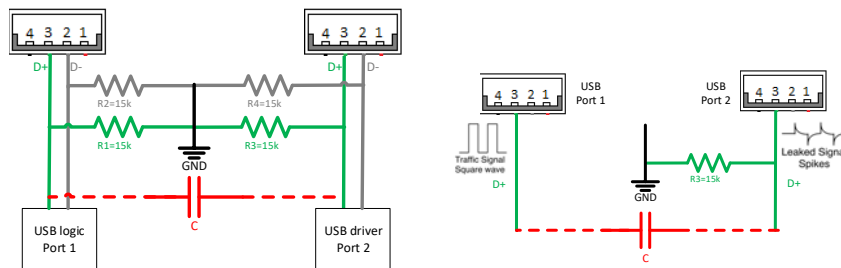 4 3 2 1
D+
D-
R2=15k
R1=15k
4 3 2 1
D+
D-
R4=15k
R3=15k
GND
C
USB logic
Port 1
USB driver
Port 2
4 3 2 1
USB
Port 1
Traffic Signal
Square wave
D+
USB
Port 2
4 3 2 1
Leaked Signal
Spikes
R3=15k
D+
GND
C